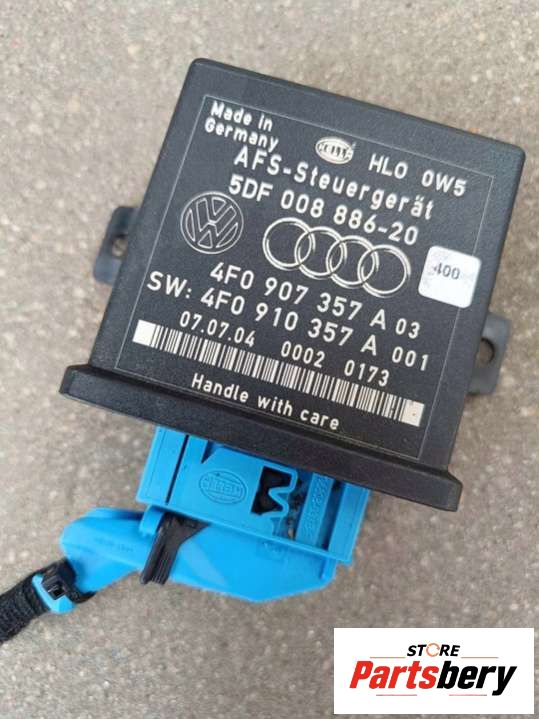 Made in
Germany
HELLA
HLO 0W5
AFS-Steuergerät
5DF 008 886-20
400
4F0 907 357 A 03
SW: 4F0 910 357 A 001
07.07.04 0002 0173
Handle with care
HELLA
STORE
Partsbery